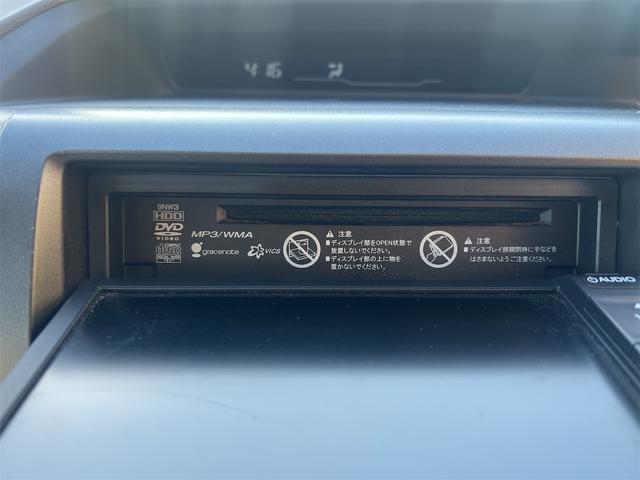 4:16
9NW3
HDD
DVD
VIDEO
MP3/WMA
gracenote
VICS
注意
■ディスプレイ部をOPEN状態で
放置しないでください。
■ディスプレイ部の上に物を
置かないでください。
注意
■ディスプレイ部開閉時に手などを
はさまないようご注意ください。
AUDIO